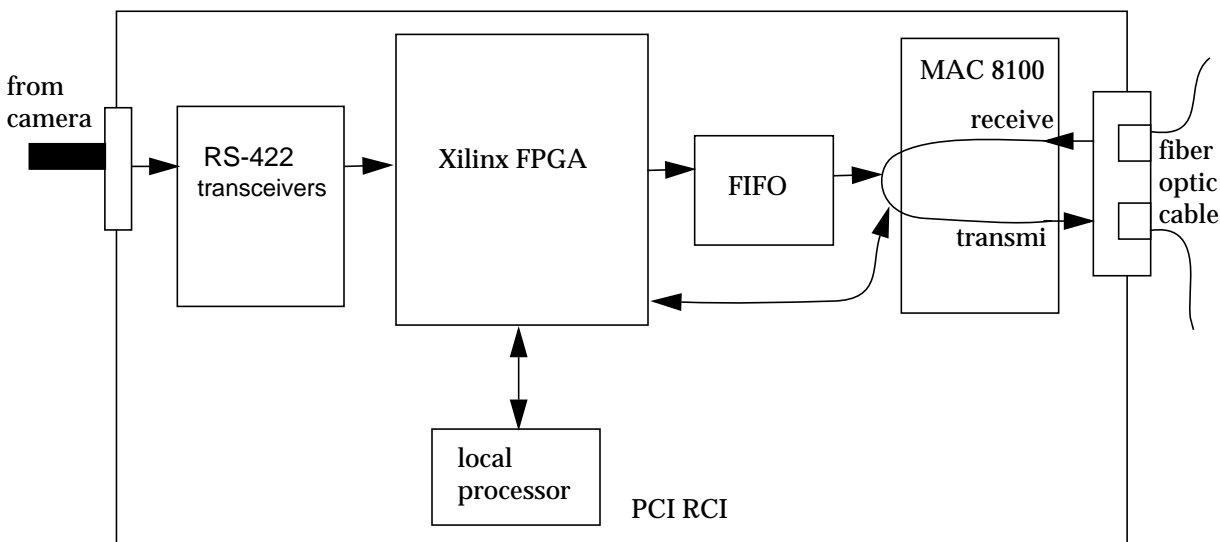 from
camera
RS-422
transceivers
Xilinx FPGA
FIFO
MAC 8100
receive
transmi
fiber
optic
cable
local
processor
PCI RCI